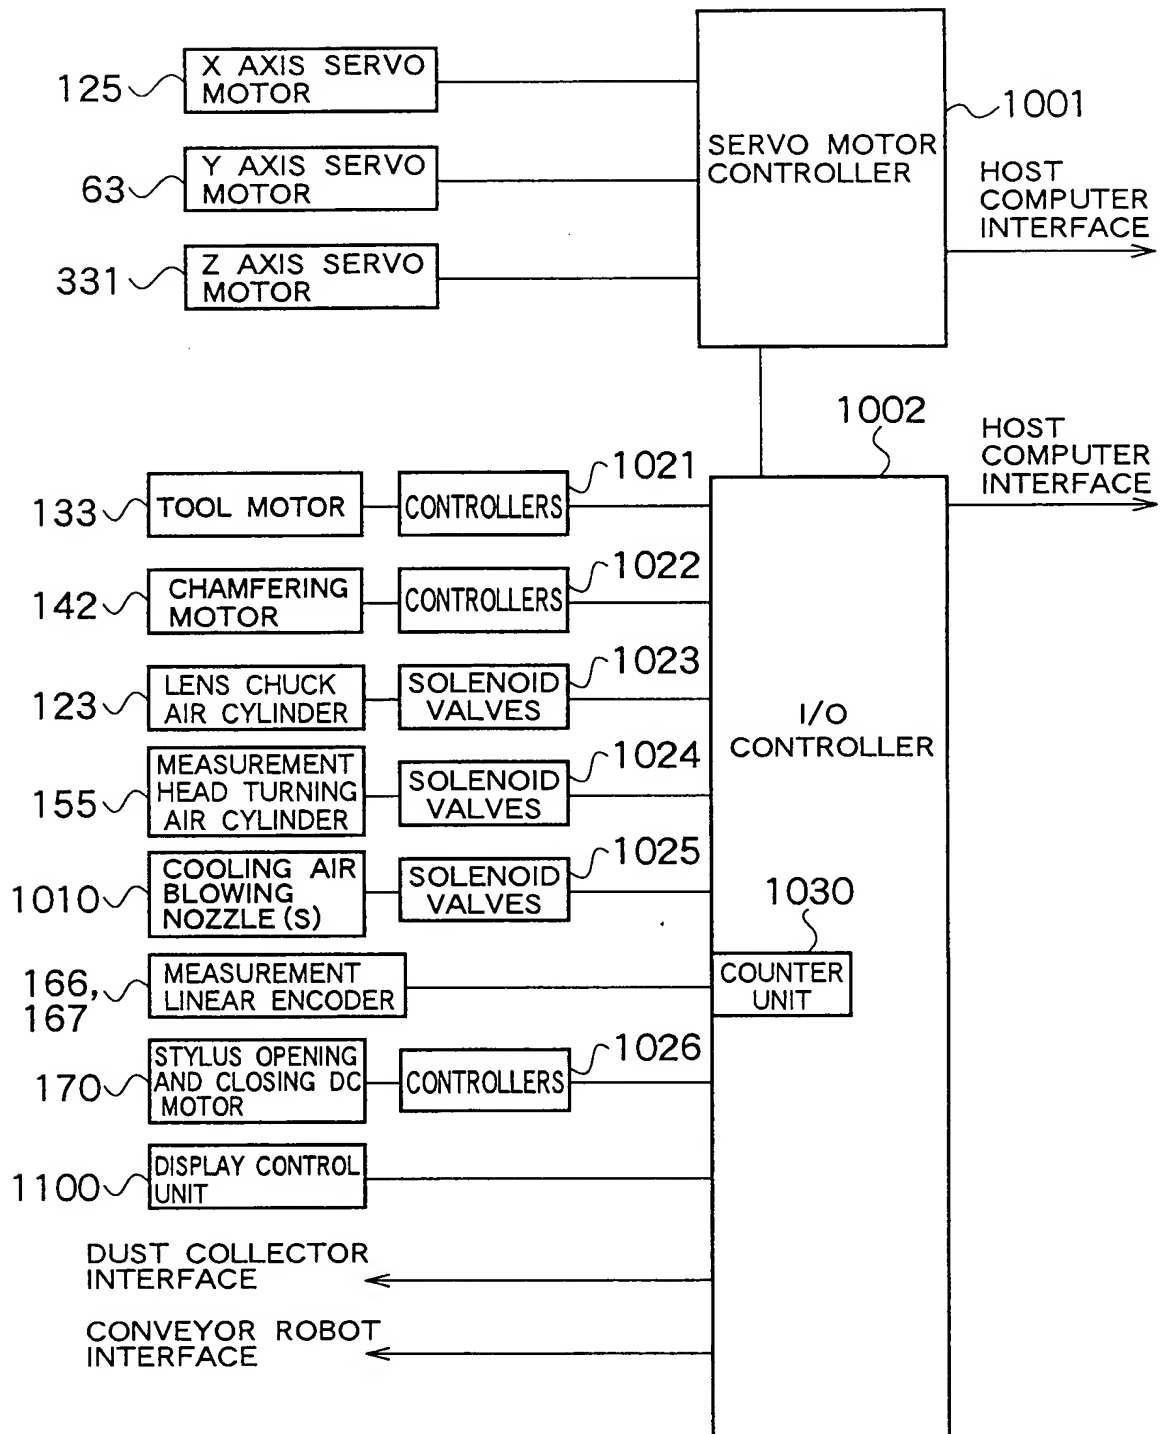 X AXIS SERVO
MOTOR
125
Y AXIS SERVO
MOTOR
63
Z AXIS SERVO
MOTOR
331
SERVO MOTOR
CONTROLLER
1001
HOST
COMPUTER
INTERFACE
1002
HOST
COMPUTER
INTERFACE
133
TOOL MOTOR
CONTROLLERS
1021
142
CHAMFERING
MOTOR
CONTROLLERS
1022
123
LENS CHUCK
AIR CYLINDER
SOLENOID
VALVES
1023
I/O
CONTROLLER
155
MEASUREMENT
HEAD TURNING
AIR CYLINDER
SOLENOID
VALVES
1024
1010
COOLING AIR
BLOWING
NOZZLE(S)
SOLENOID
VALVES
1025
166,
167
MEASUREMENT
LINEAR ENCODER
1030
COUNTER
UNIT
170
STYLUS OPENING
AND CLOSING DC
MOTOR
CONTROLLERS
1026
1100
DISPLAY CONTROL
UNIT
DUST COLLECTOR
INTERFACE
CONVEYOR ROBOT
INTERFACE